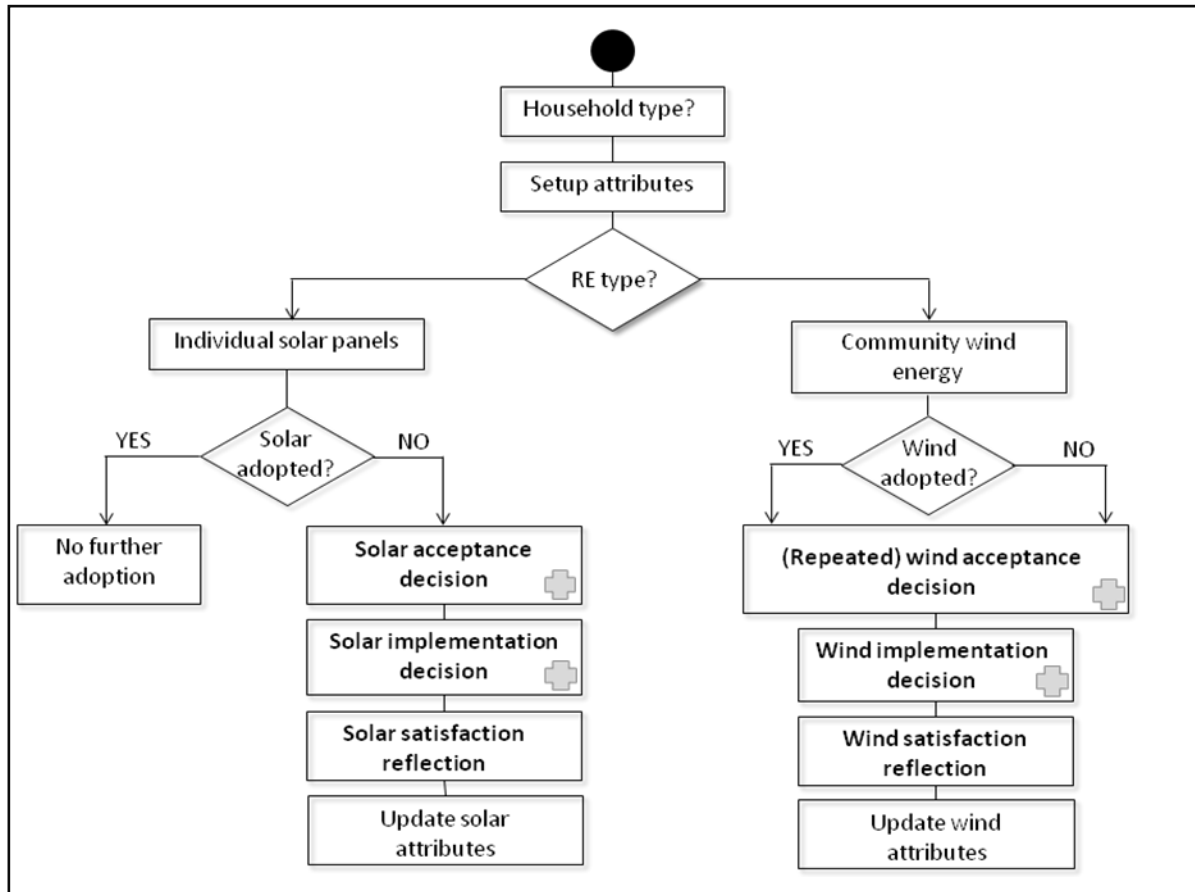 Household type?
Setup attributes
RE type?
Individual solar panels
Community wind
energy
YES
Solar
adopted?
NO
YES
Wind
adopted?
NO
No further
adoption
Solar acceptance
decision
(Repeated) wind acceptance
decision
Solar implementation
decision
Wind implementation
decision
Solar satisfaction
reflection
Wind satisfaction
reflection
Update solar
attributes
Update wind
attributes